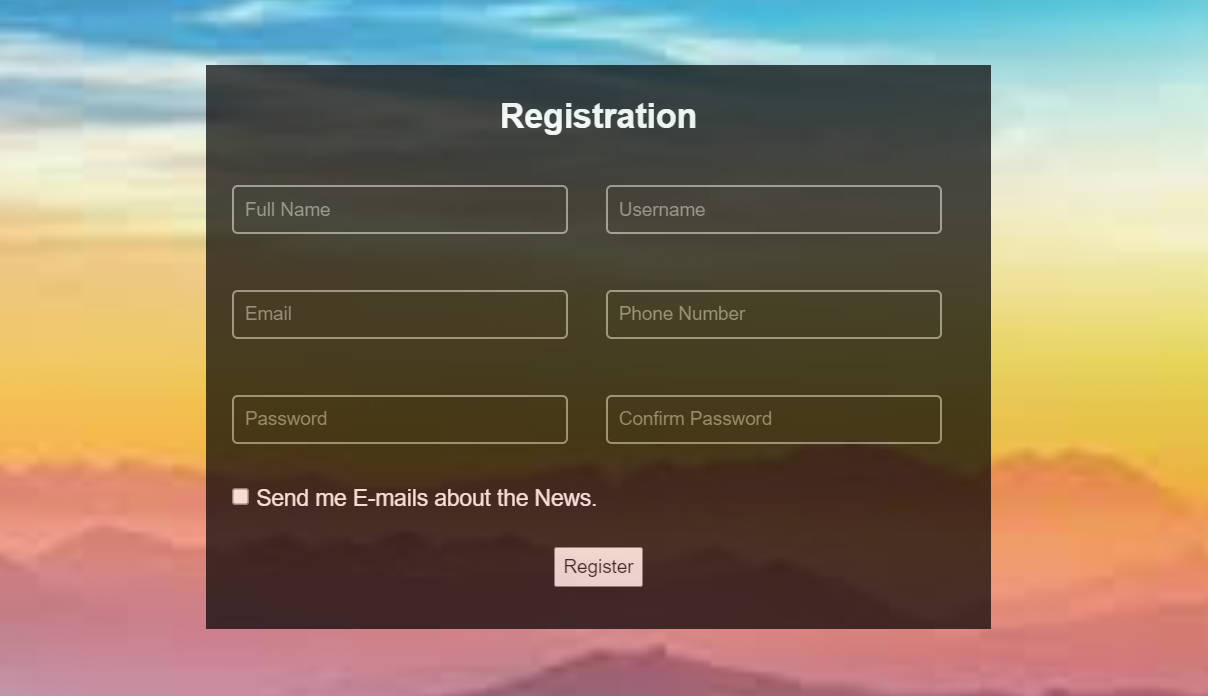 Registration
Full Name Username
Email Phone Number
Password Confirm Password
Send me E-mails about the News.
Register